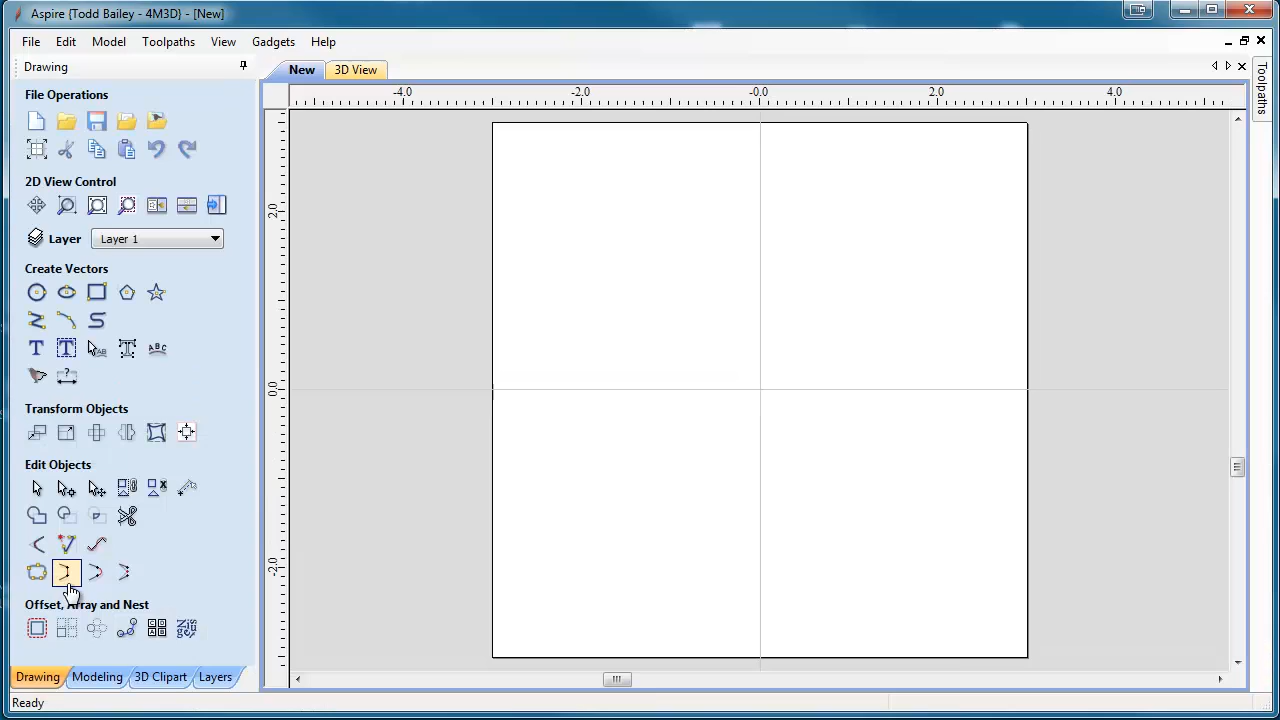 Aspire {Todd Bailey - 4M3D} - [New]
File Edit Model Toolpaths View Gadgets Help
Drawing
New 3D View
Toolpaths
-4.0 -2.0 -0.0 2.0 4.0
2.0
0.0
-2.0
File Operations
2D View Control
Layer Layer 1
Create Vectors
Transform Objects
Edit Objects
Offset, Array and Nest
Drawing Modeling 3D Clipart Layers
Ready